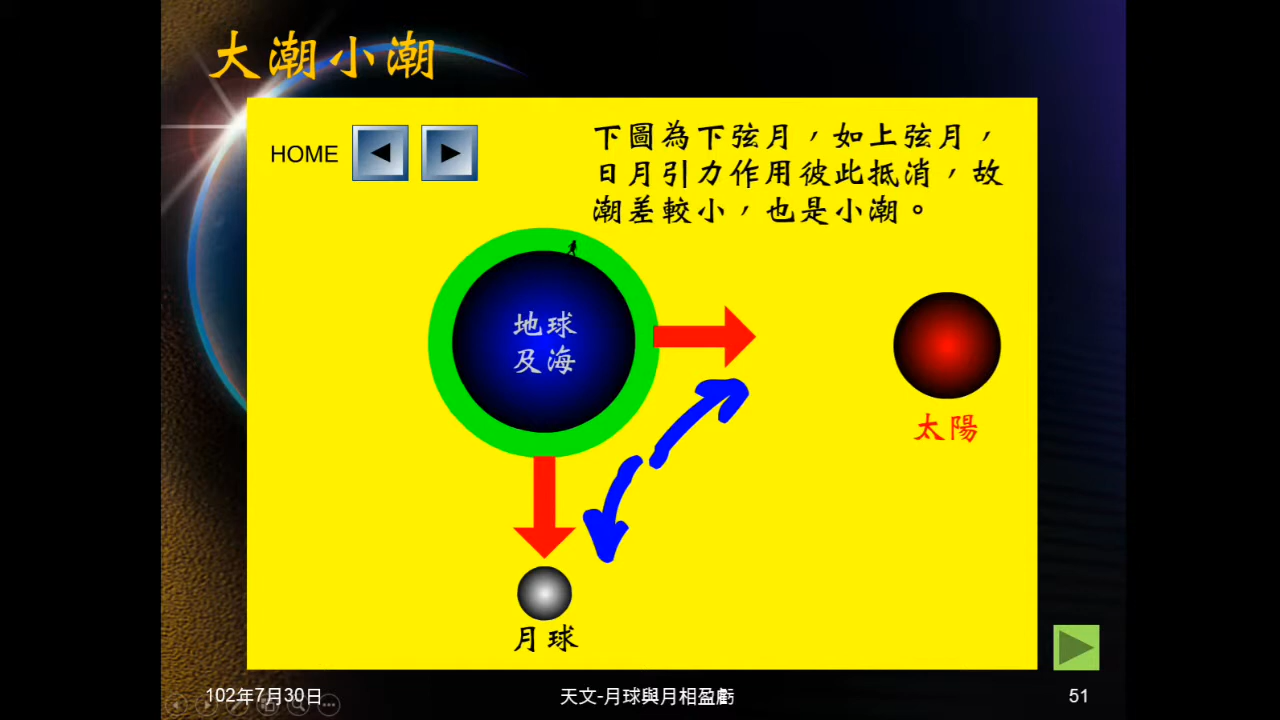 大潮小潮
HOME
下圖為下弦月，如上弦月，
日月引力作用彼此抵消，故
潮差較小，也是小潮。
地球
及海
太陽
月球
102年7月30日
天文-月球與月相盈虧
51